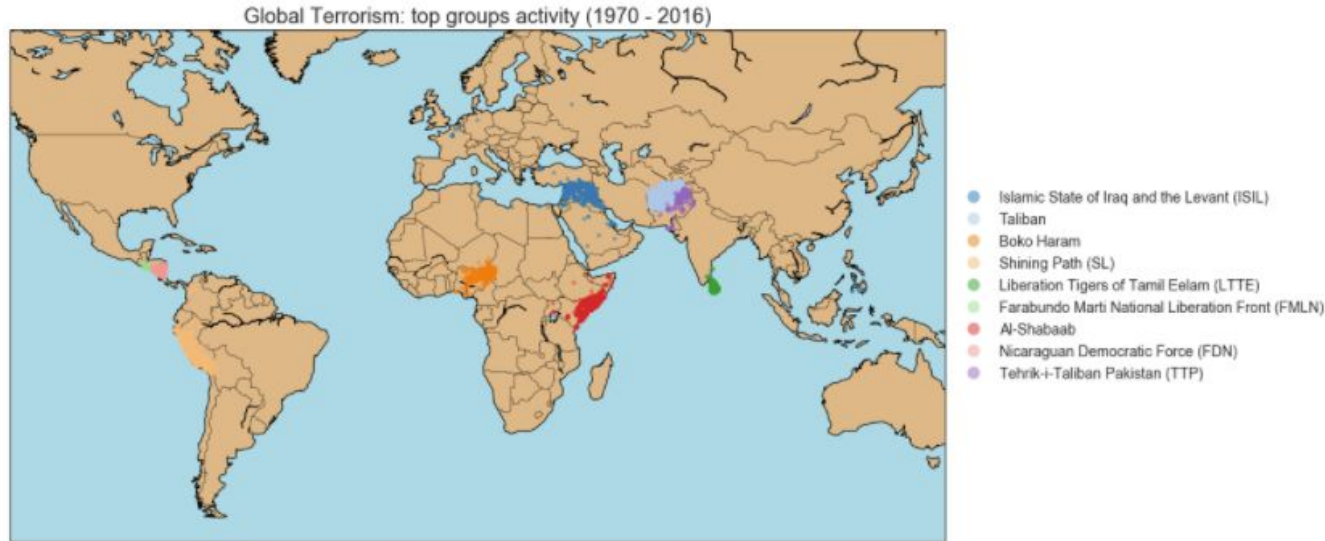 Global Terrorism: top groups activity (1970 - 2016)
Islamic State of Iraq and the Levant (ISIL)
Taliban
Boko Haram
Shining Path (SL)
Liberation Tigers of Tamil Eelam (LTTE)
Farabundo Marti National Liberation Front (FMLN)
Al-Shabaab
Nicaraguan Democratic Force (FDN)
Tehrik-i-Taliban Pakistan (TTP)